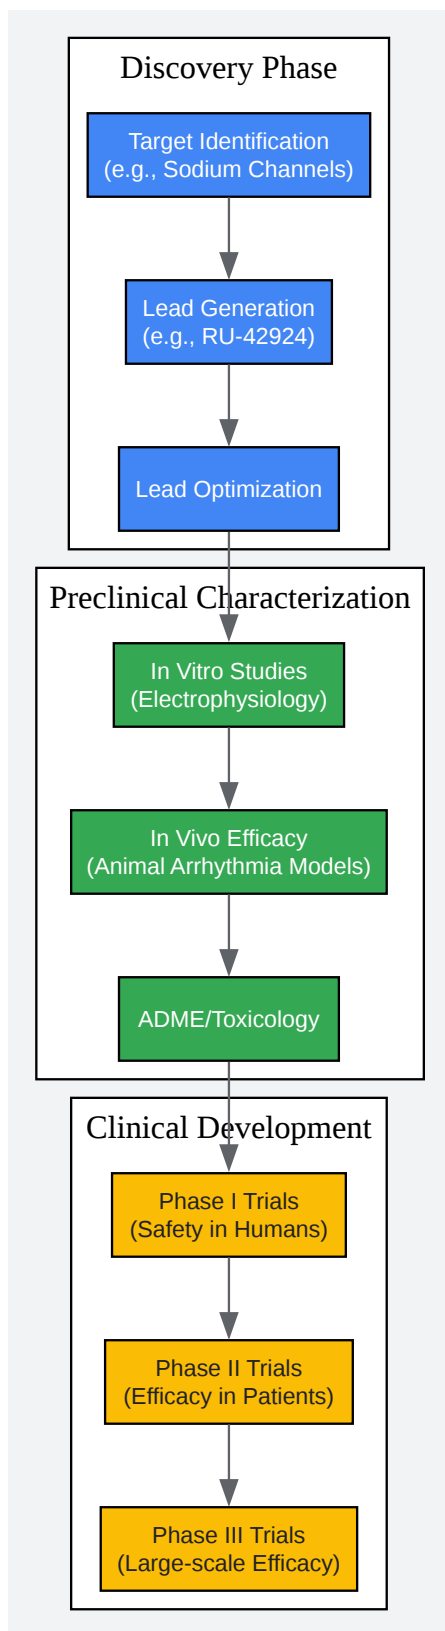 Discovery Phase
Target Identification
(e.g., Sodium Channels)
Lead Generation
(e.g., RU-42924)
Lead Optimization
Preclinical Characterization
In Vitro Studies
(Electrophysiology)
In Vivo Efficacy
(Animal Arrhythmia Models)
ADME/Toxicology
Clinical Development
Phase I Trials
(Safety in Humans)
Phase II Trials
(Efficacy in Patients)
Phase III Trials
(Large-scale Efficacy)